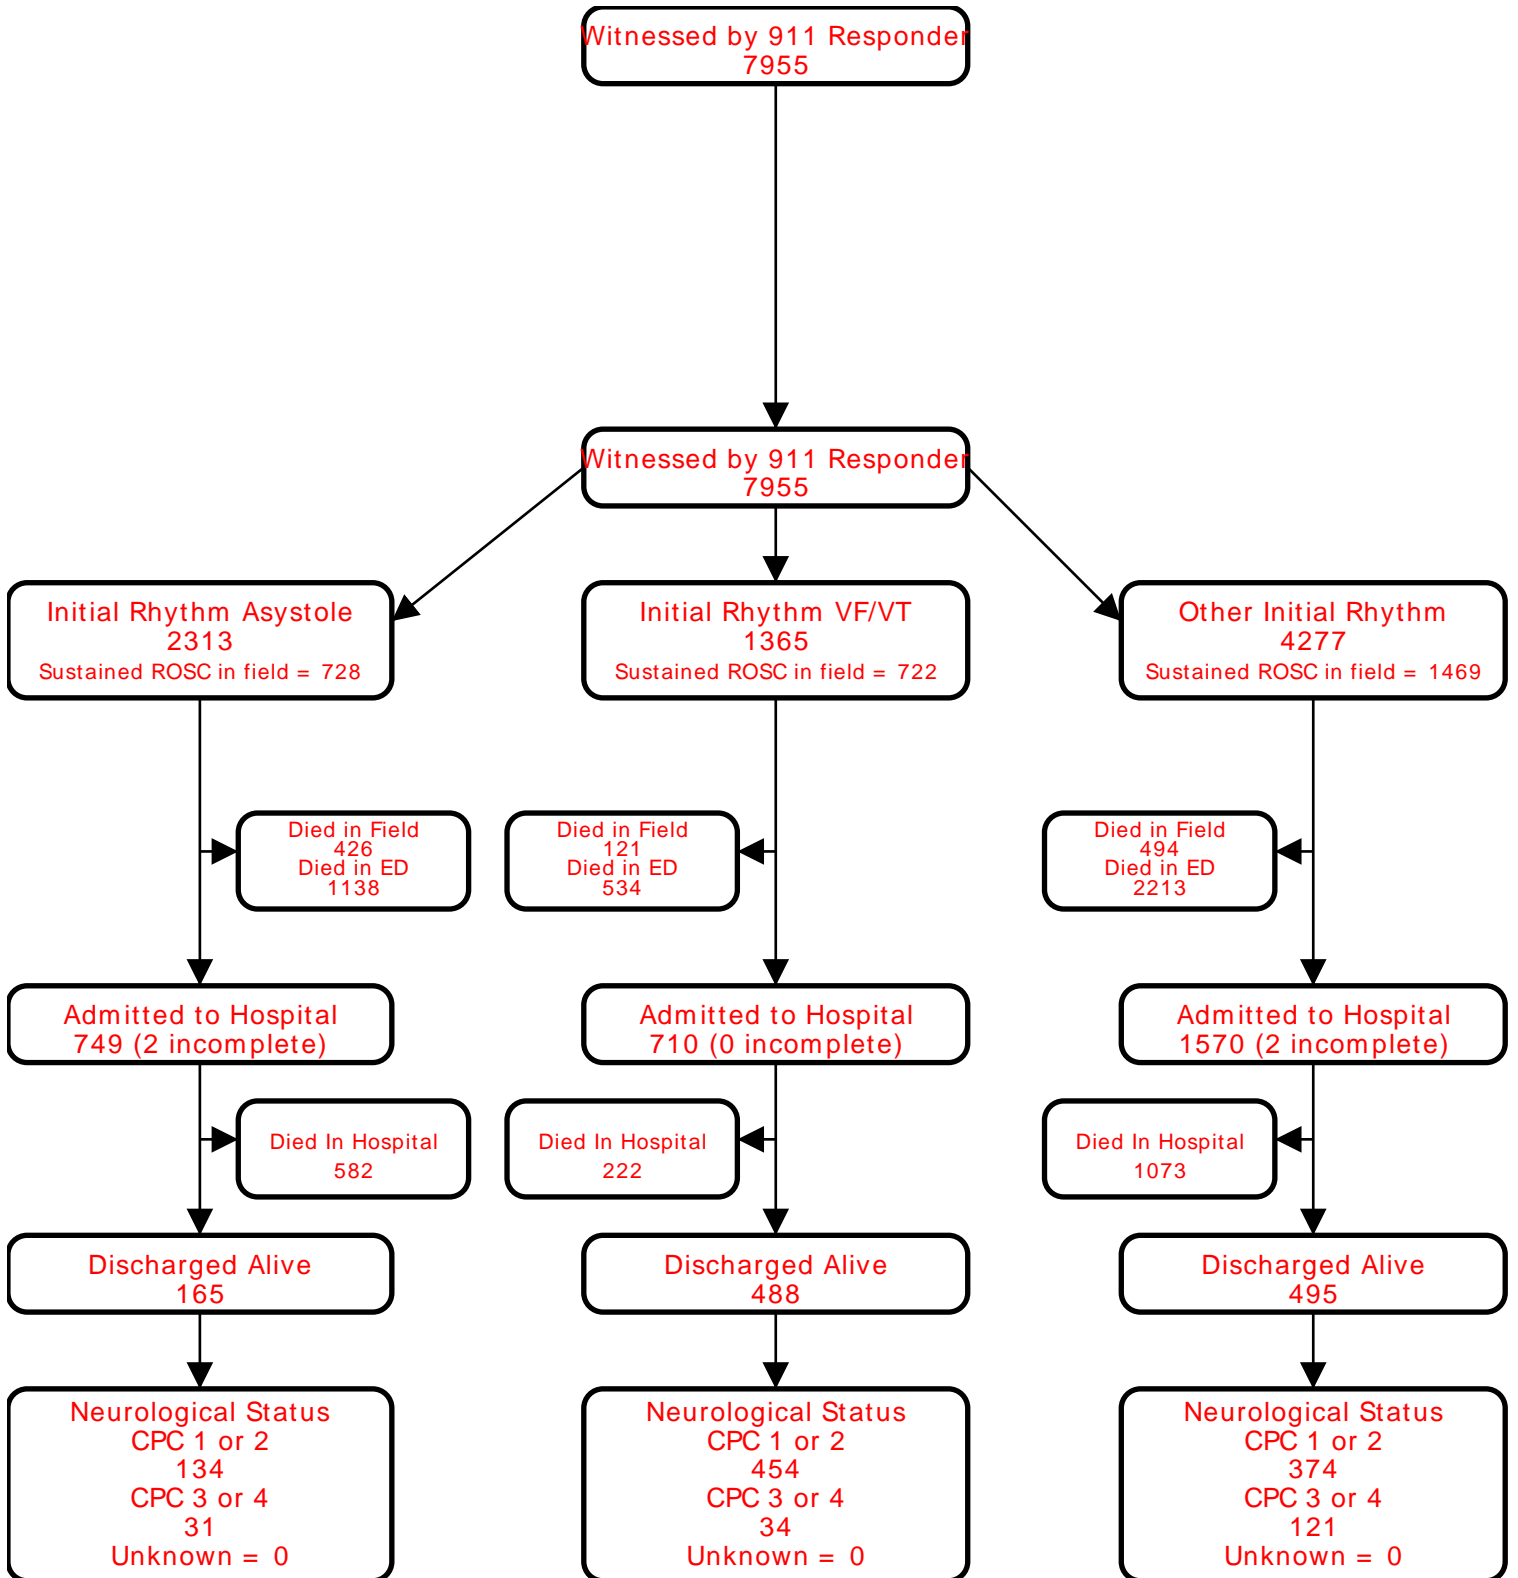 Witnessed by 911 Responder
7955
Witnessed by 911 Responder
7955
Initial Rhythm Asystole
2313
Sustained ROSC in field = 728
Initial Rhythm VF/VT
1365
Sustained ROSC in field = 722
Other Initial Rhythm
4277
Sustained ROSC in field = 1469
Died in Field
426
Died in ED
1138
Died in Field
121
Died in ED
534
Died in Field
494
Died in ED
2213
Admitted to Hospital
749 (2 incomplete)
Admitted to Hospital
710 (0 incomplete)
Admitted to Hospital
1570 (2 incomplete)
Died In Hospital
582
Died In Hospital
222
Died In Hospital
1073
Discharged Alive
165
Discharged Alive
488
Discharged Alive
495
Neurological Status
CPC 1 or 2
134
CPC 3 or 4
31
Unknown = 0
Neurological Status
CPC 1 or 2
454
CPC 3 or 4
34
Unknown = 0
Neurological Status
CPC 1 or 2
374
CPC 3 or 4
121
Unknown = 0